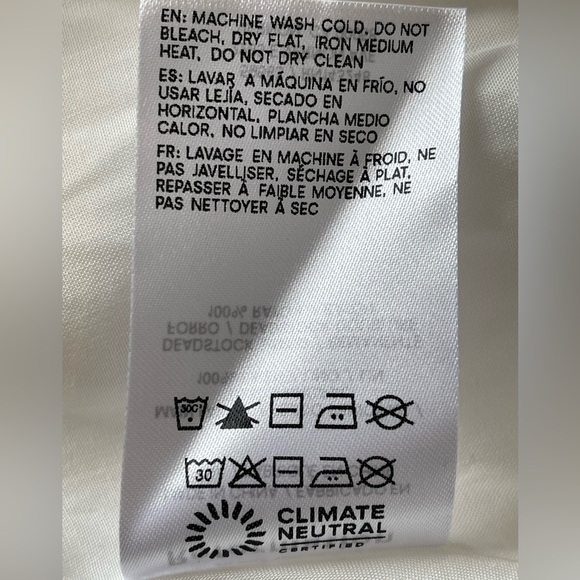 EN: MACHINE WASH COLD, DO NOT
BLEACH, DRY FLAT, IRON MEDIUM
HEAT, DO NOT DRY CLEAN
ES: LAVAR A MÁQUINA EN FRÍO, NO
USAR LEJÍA, SECADO EN
HORIZONTAL, PLANCHA MEDIO
CALOR, NO LIMPIAR EN SECO
FR: LAVAGE EN MACHINE À FROID, NE
PAS JAVELLISER, SÉCHAGE À PLAT,
REPASSER À FAIBLE MOYENNE, NE
PAS NETTOYER À SEC
30C°
30
CLIMATE
NEUTRAL
CERTIFIED